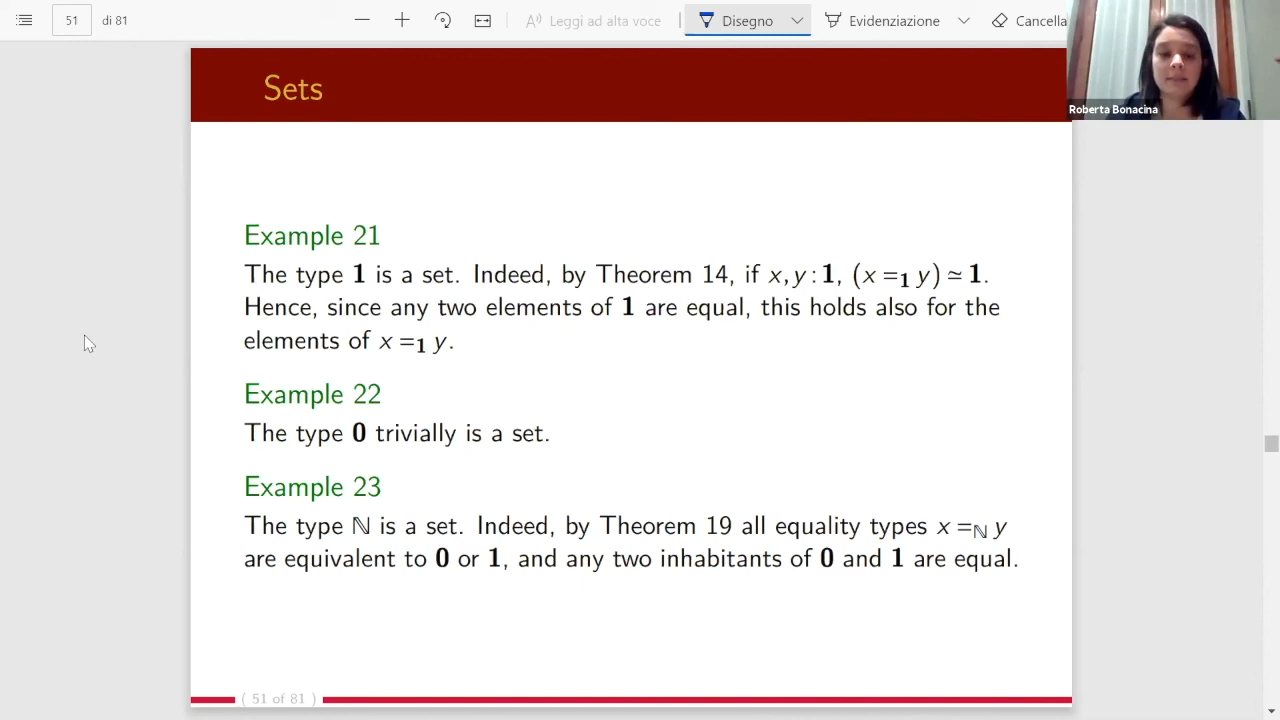 51 di 81 Leggi ad alta voce Disegno Evidenziazione Cancella
Roberta Bonacina
Sets
Example 21
The type 𝟏 is a set. Indeed, by Theorem 14, if x, y : 𝟏, (x =𝟏 y) ≃ 𝟏.
Hence, since any two elements of 𝟏 are equal, this holds also for the
elements of x =𝟏 y.
Example 22
The type 𝟎 trivially is a set.
Example 23
The type ℕ is a set. Indeed, by Theorem 19 all equality types x =ℕ y
are equivalent to 𝟎 or 𝟏, and any two inhabitants of 𝟎 and 𝟏 are equal.
( 51 of 81 )